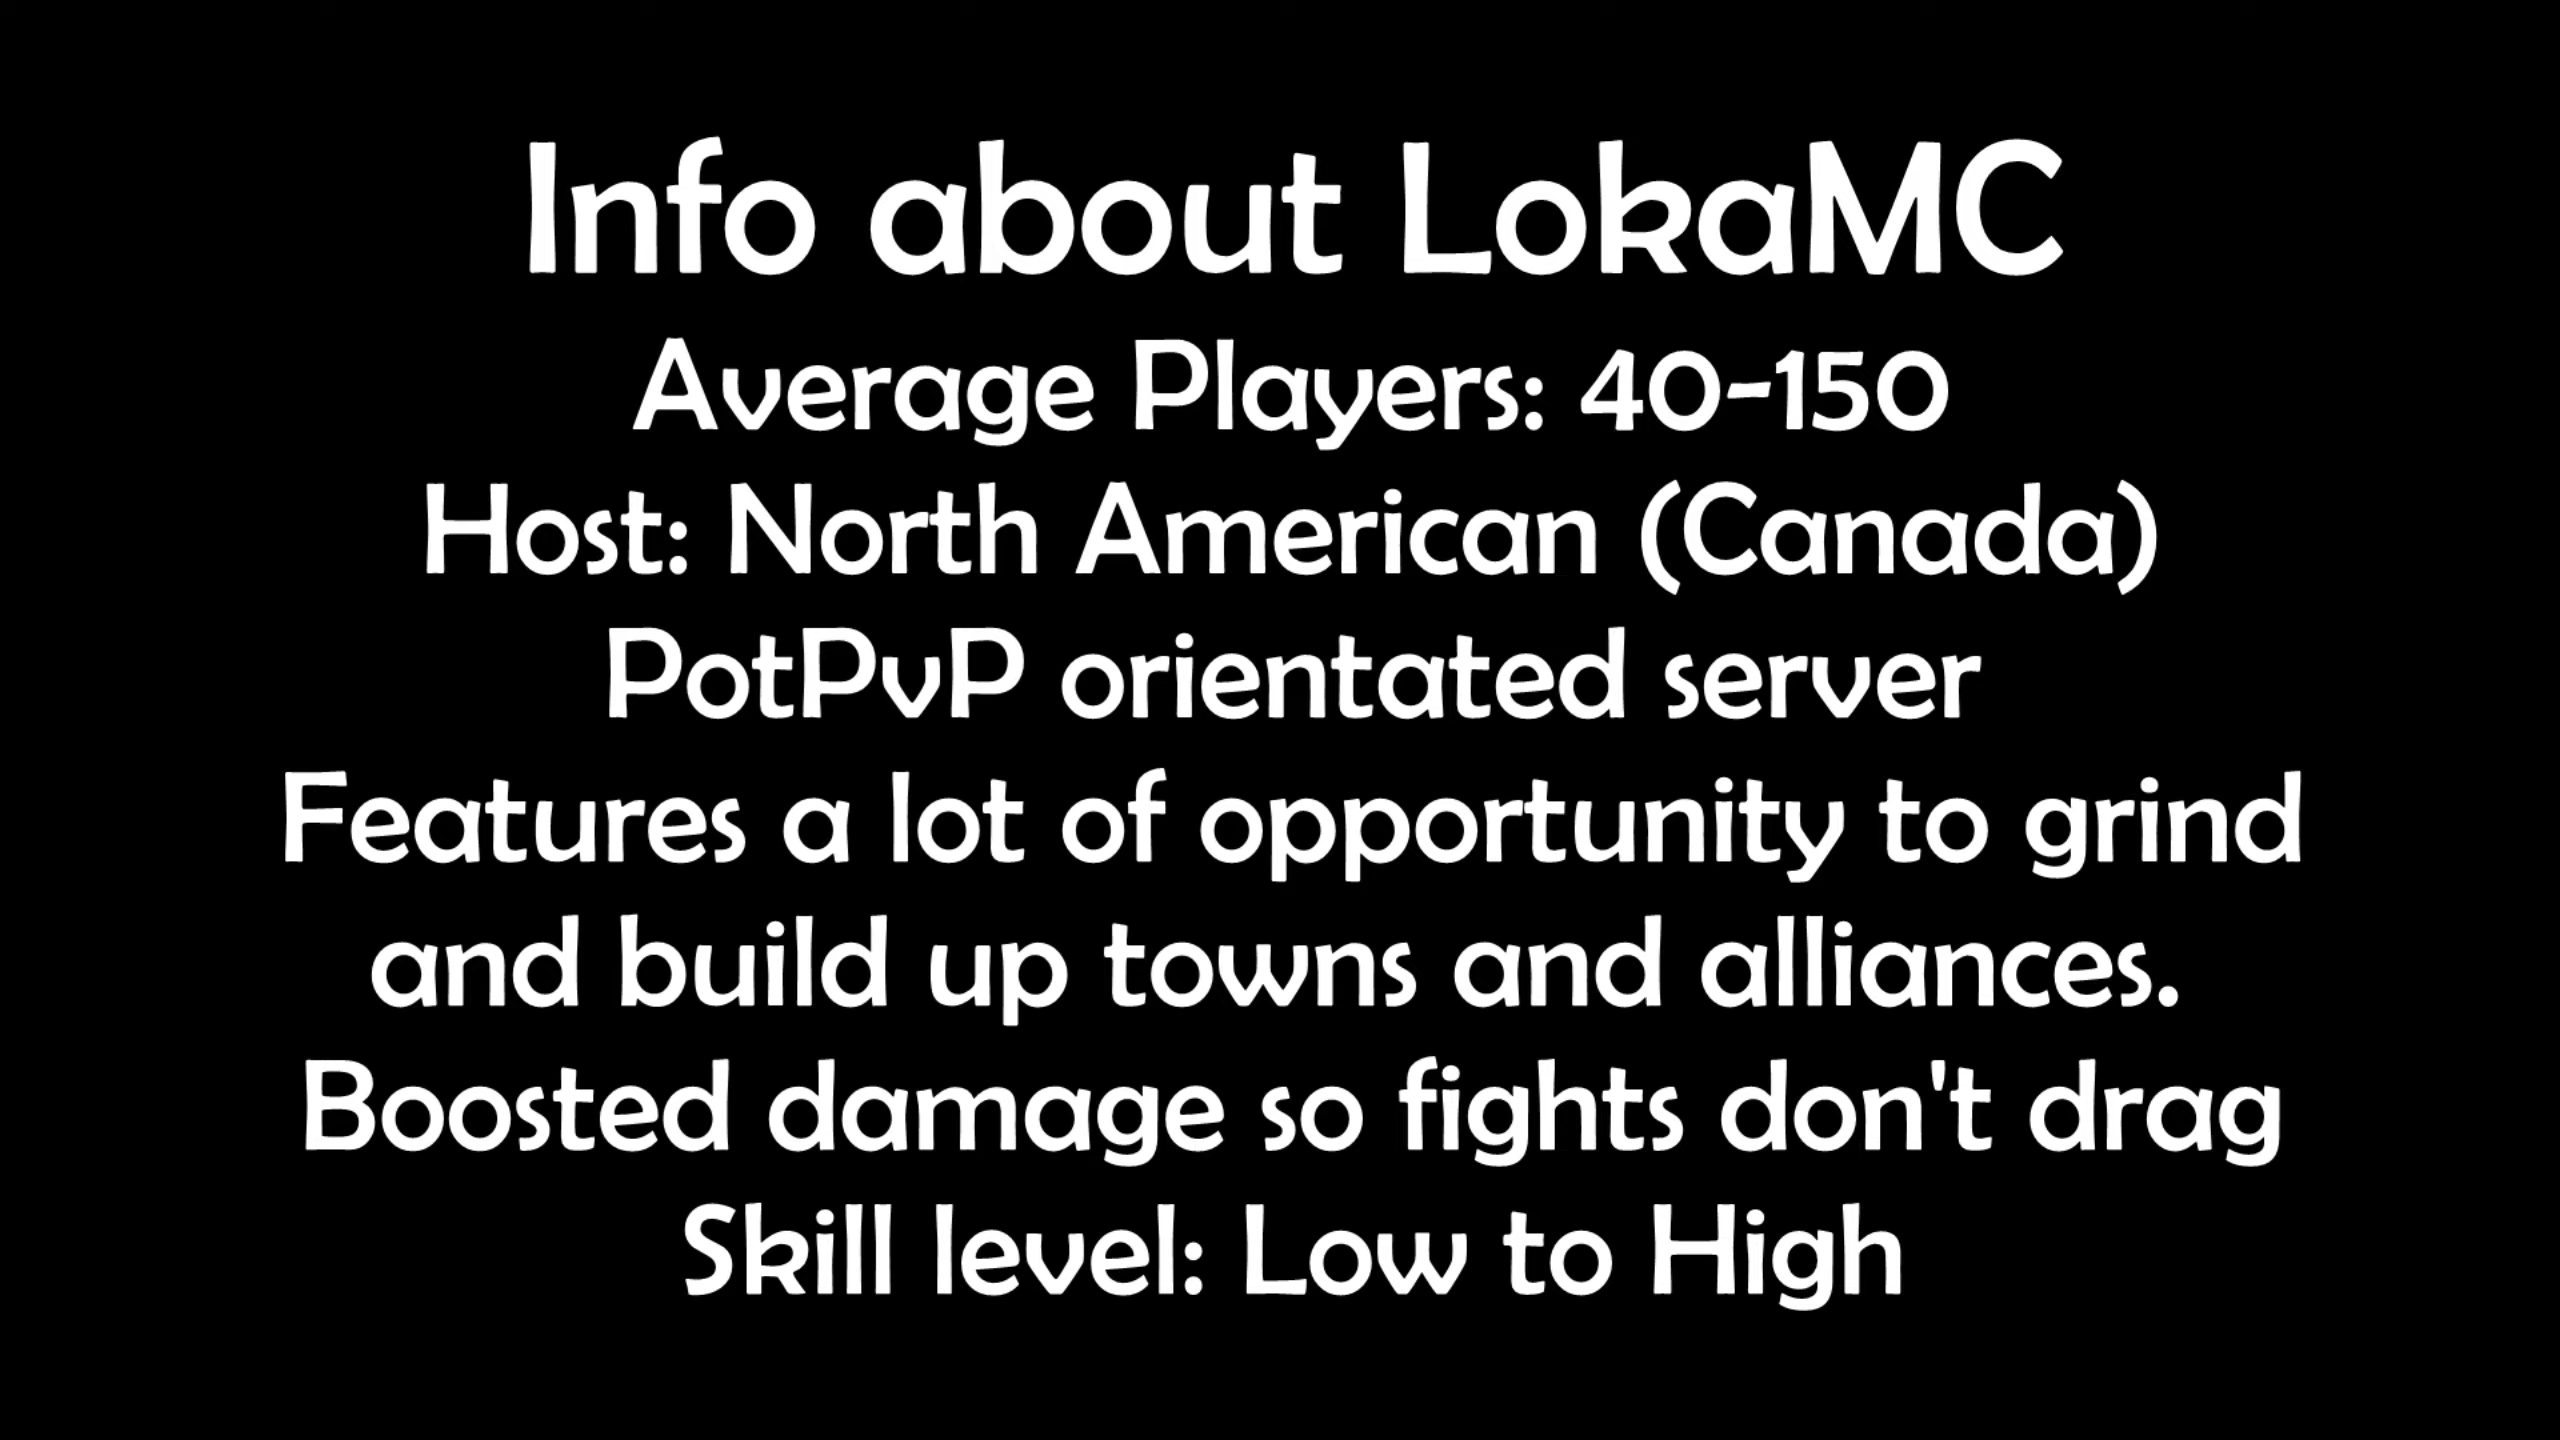 Info about LokaMC
Average Players: 40-150
Host: North American (Canada)
PotPvP orientated server
Features a lot of opportunity to grind
and build up towns and alliances.
Boosted damage so fights don't drag
Skill level: Low to High